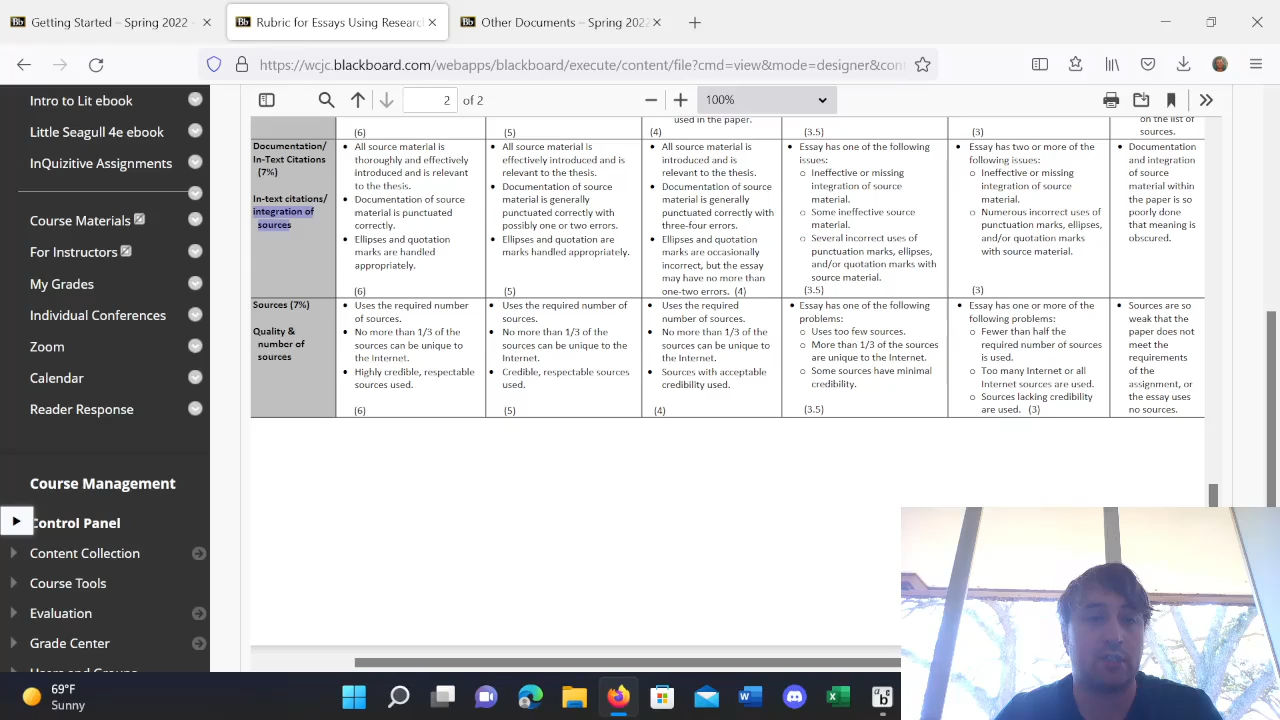 Getting Started – Spring 2022 -
Rubric for Essays Using Researc
Other Documents – Spring 2022
https://wcjc.blackboard.com/webapps/blackboard/execute/content/file?cmd=view&mode=designer&con
Intro to Lit ebook
Little Seagull 4e ebook
InQuizitive Assignments
Course Materials
For Instructors
My Grades
Individual Conferences
Zoom
Calendar
Reader Response
Course Management
Control Panel
Content Collection
Course Tools
Evaluation
Grade Center
2 of 2
100%
(6)
(5)
used in the paper.
(4)
(3.5)
(3)
on the list of
sources.
Documentation/
In-Text Citations
(7%)
In-text citations/
integration of
sources
• All source material is
thoroughly and effectively
introduced and is relevant
to the thesis.
• Documentation of source
material is punctuated
correctly.
• Ellipses and quotation
marks are handled
appropriately.
(6)
• All source material is
effectively introduced and is
relevant to the thesis.
• Documentation of source
material is generally
punctuated correctly with
possibly one or two errors.
• Ellipses and quotation are
marks handled appropriately.
(5)
• All source material is
introduced and is
relevant to the thesis.
• Documentation of source
material is generally
punctuated correctly with
three-four errors.
• Ellipses and quotation
marks are occasionally
incorrect, but the essay
may have no more than
one-two errors. (4)
• Essay has one of the following
issues:
o Ineffective or missing
integration of source
material.
o Some ineffective source
material.
o Several incorrect uses of
punctuation marks, ellipses,
and/or quotation marks with
source material.
(3.5)
• Essay has two or more of the
following issues:
o Ineffective or missing
integration of source
material.
o Numerous incorrect uses of
punctuation marks, ellipses,
and/or quotation marks
with source material.
(3)
• Documentation
and integration
of source
material within
the paper is so
poorly done
that meaning is
obscured.
Sources (7%)
Quality &
number of
sources
• Uses the required number
of sources.
• No more than 1/3 of the
sources can be unique to
the Internet.
• Highly credible, respectable
sources used.
(6)
• Uses the required number of
sources.
• No more than 1/3 of the
sources can be unique to the
Internet.
• Credible, respectable sources
used.
(5)
• Uses the required
number of sources.
• No more than 1/3 of the
sources can be unique to
the Internet.
• Sources with acceptable
credibility used.
(4)
• Essay has one of the following
problems:
o Uses too few sources.
o More than 1/3 of the sources
are unique to the Internet.
o Some sources have minimal
credibility.
(3.5)
• Essay has one or more of the
following problems:
o Fewer than half the
required number of sources
is used.
o Too many Internet or all
Internet sources are used.
o Sources lacking credibility
are used. (3)
• Sources are so
weak that the
paper does not
meet the
requirements
of the
assignment, or
the essay uses
no sources.
69°F
Sunny